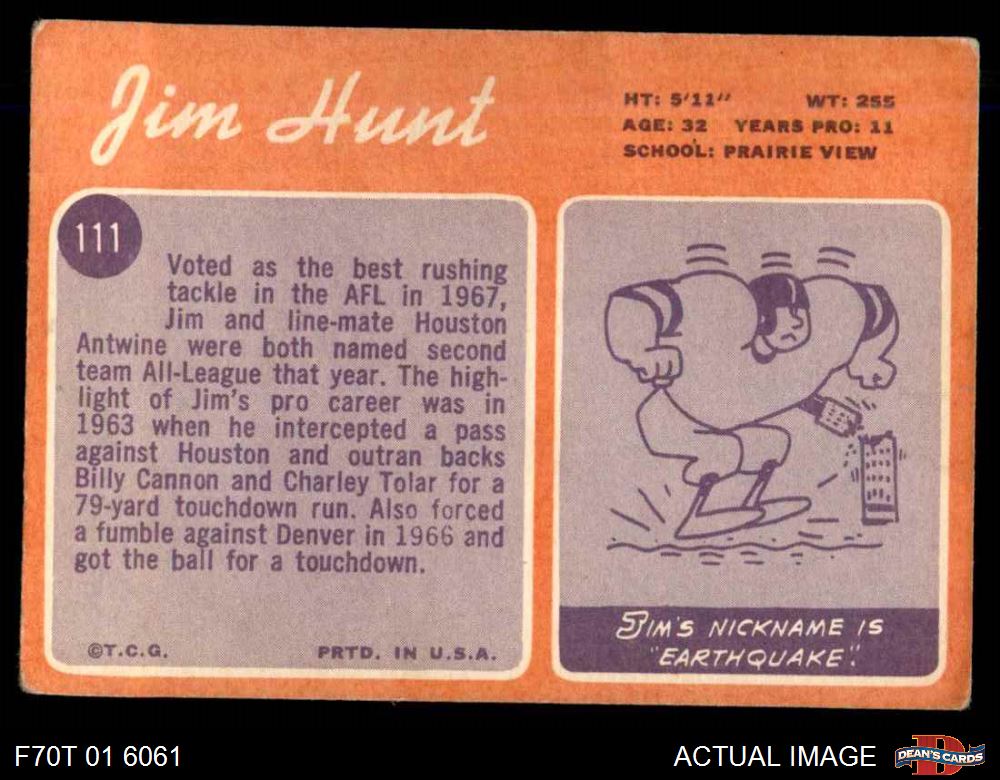 Jim Hunt
HT: 5'11" WT: 255
AGE: 32 YEARS PRO: 11
SCHOOL: PRAIRIE VIEW
111
Voted as the best rushing
tackle in the AFL in 1967,
Jim and line-mate Houston
Antwine were both named second
team All-League that year. The high-
light of Jim's pro career was in
1963 when he intercepted a pass
against Houston and outran backs
Billy Cannon and Charley Tolar for a
79-yard touchdown run. Also forced
a fumble against Denver in 1966 and
got the ball for a touchdown.
©T.C.G. PRTD. IN U.S.A.
JIM'S NICKNAME IS
"EARTHQUAKE".
F70T 01 6061
ACTUAL IMAGE
D
DEAN'S CARDS